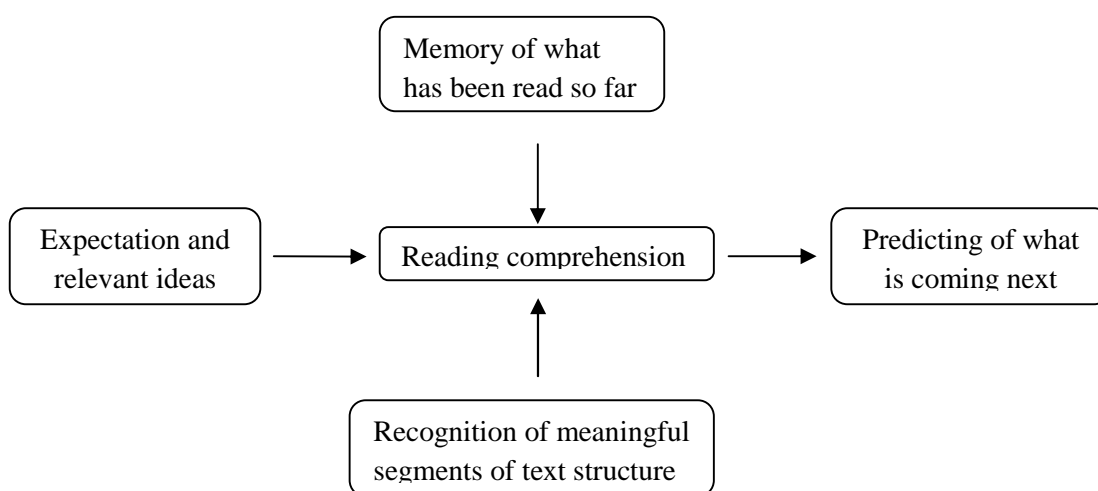 Memory of what
has been read so far
Expectation and
relevant ideas
Reading comprehension
Predicting of what
is coming next
Recognition of meaningful
segments of text structure